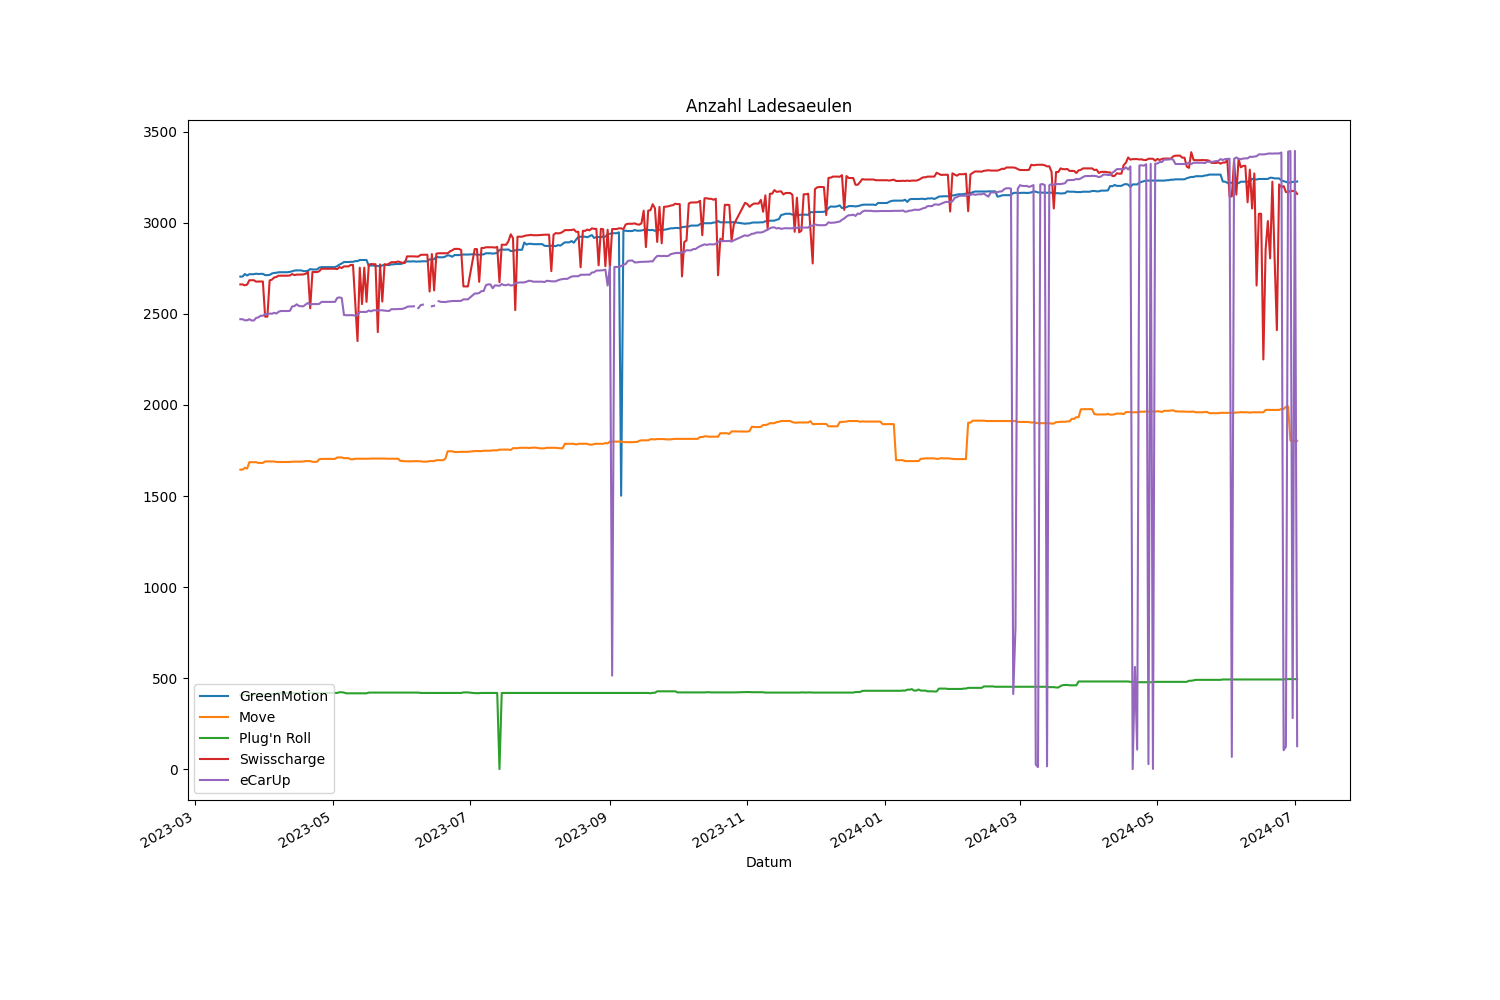 Anzahl Ladesaeulen
3500
3000
2500
2000
1500
1000
500
0
GreenMotion
Move
Plug'n Roll
Swisscharge
eCarUp
2023-03
2023-05
2023-07
2023-09
2023-11
2024-01
2024-03
2024-05
2024-07
Datum